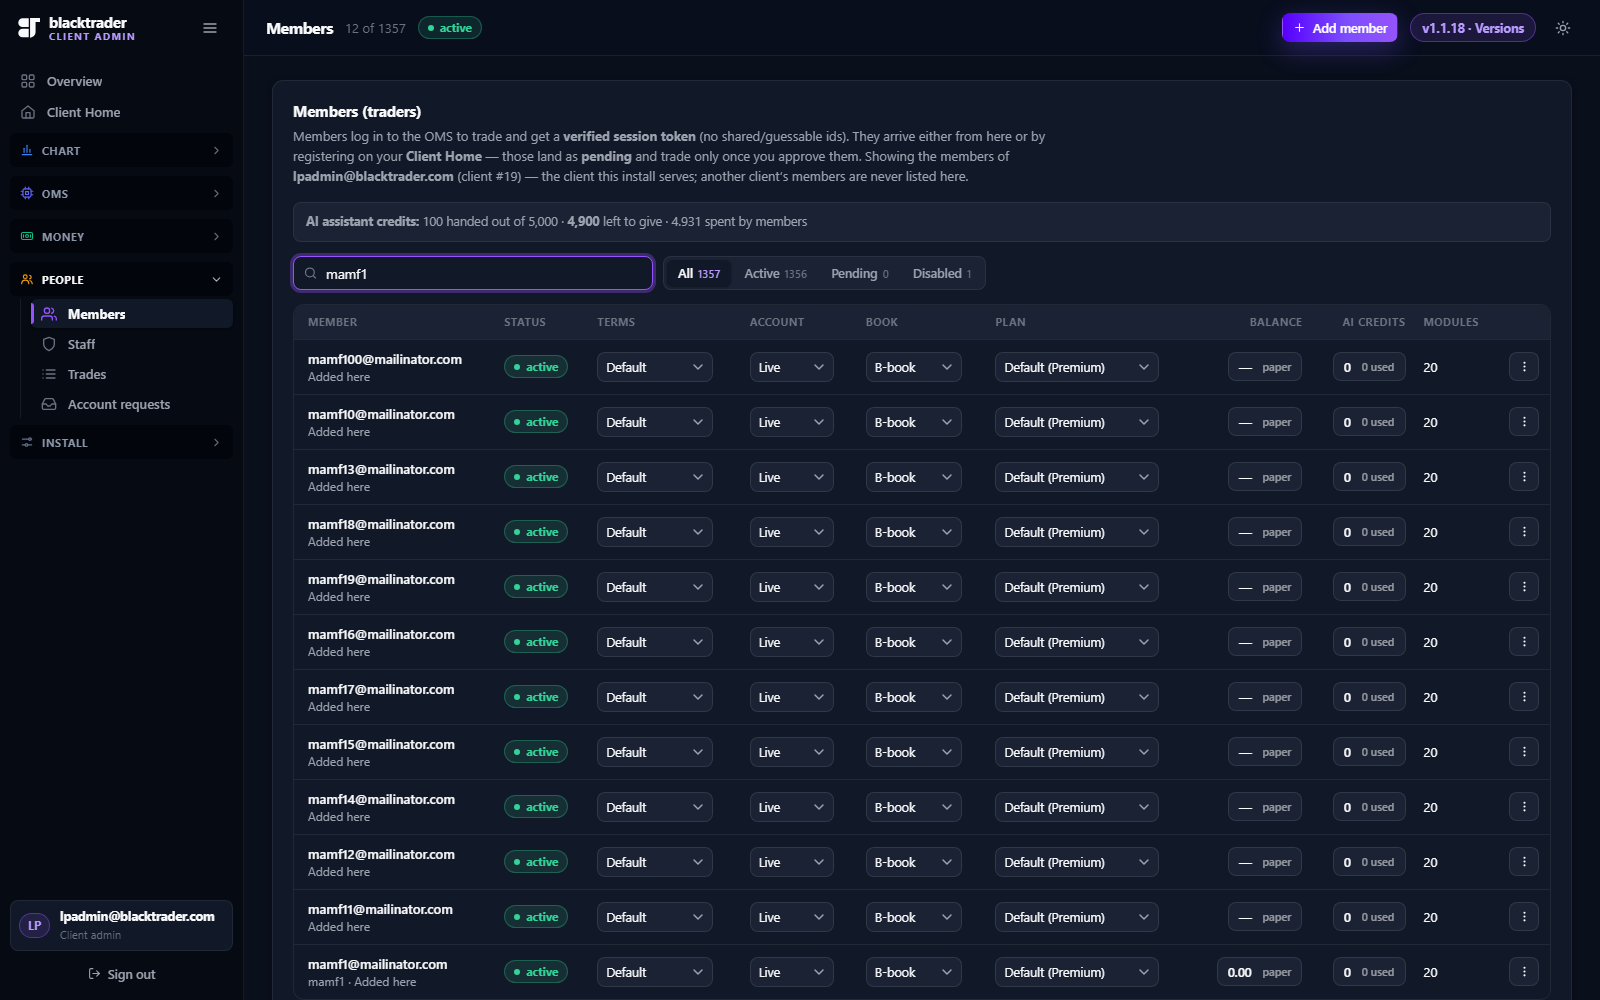 blacktrader
CLIENT ADMIN
Overview
Client Home
CHART
OMS
MONEY
PEOPLE
Members
Staff
Trades
Account requests
INSTALL
LP
lpadmin@blacktrader.com
Client admin
Sign out
Members 12 of 1357 active
+ Add member
v1.1.18 · Versions
Members (traders)
Members log in to the OMS to trade and get a verified session token (no shared/guessable ids). They arrive either from here or by
registering on your Client Home — those land as pending and trade only once you approve them. Showing the members of
lpadmin@blacktrader.com (client #19) — the client this install serves; another client's members are never listed here.
AI assistant credits: 100 handed out of 5,000 · 4,900 left to give · 4.931 spent by members
mamf1
All 1357 Active 1356 Pending 0 Disabled 1
MEMBER STATUS TERMS ACCOUNT BOOK PLAN BALANCE AI CREDITS MODULES
mamf100@mailinator.com active Default Live B-book Default (Premium) — paper 0 0 used 20
Added here
mamf10@mailinator.com active Default Live B-book Default (Premium) — paper 0 0 used 20
Added here
mamf13@mailinator.com active Default Live B-book Default (Premium) — paper 0 0 used 20
Added here
mamf18@mailinator.com active Default Live B-book Default (Premium) — paper 0 0 used 20
Added here
mamf19@mailinator.com active Default Live B-book Default (Premium) — paper 0 0 used 20
Added here
mamf16@mailinator.com active Default Live B-book Default (Premium) — paper 0 0 used 20
Added here
mamf17@mailinator.com active Default Live B-book Default (Premium) — paper 0 0 used 20
Added here
mamf15@mailinator.com active Default Live B-book Default (Premium) — paper 0 0 used 20
Added here
mamf14@mailinator.com active Default Live B-book Default (Premium) — paper 0 0 used 20
Added here
mamf12@mailinator.com active Default Live B-book Default (Premium) — paper 0 0 used 20
Added here
mamf11@mailinator.com active Default Live B-book Default (Premium) — paper 0 0 used 20
Added here
mamf1@mailinator.com active Default Live B-book Default (Premium) 0.00 paper 0 0 used 20
mamf1 · Added here